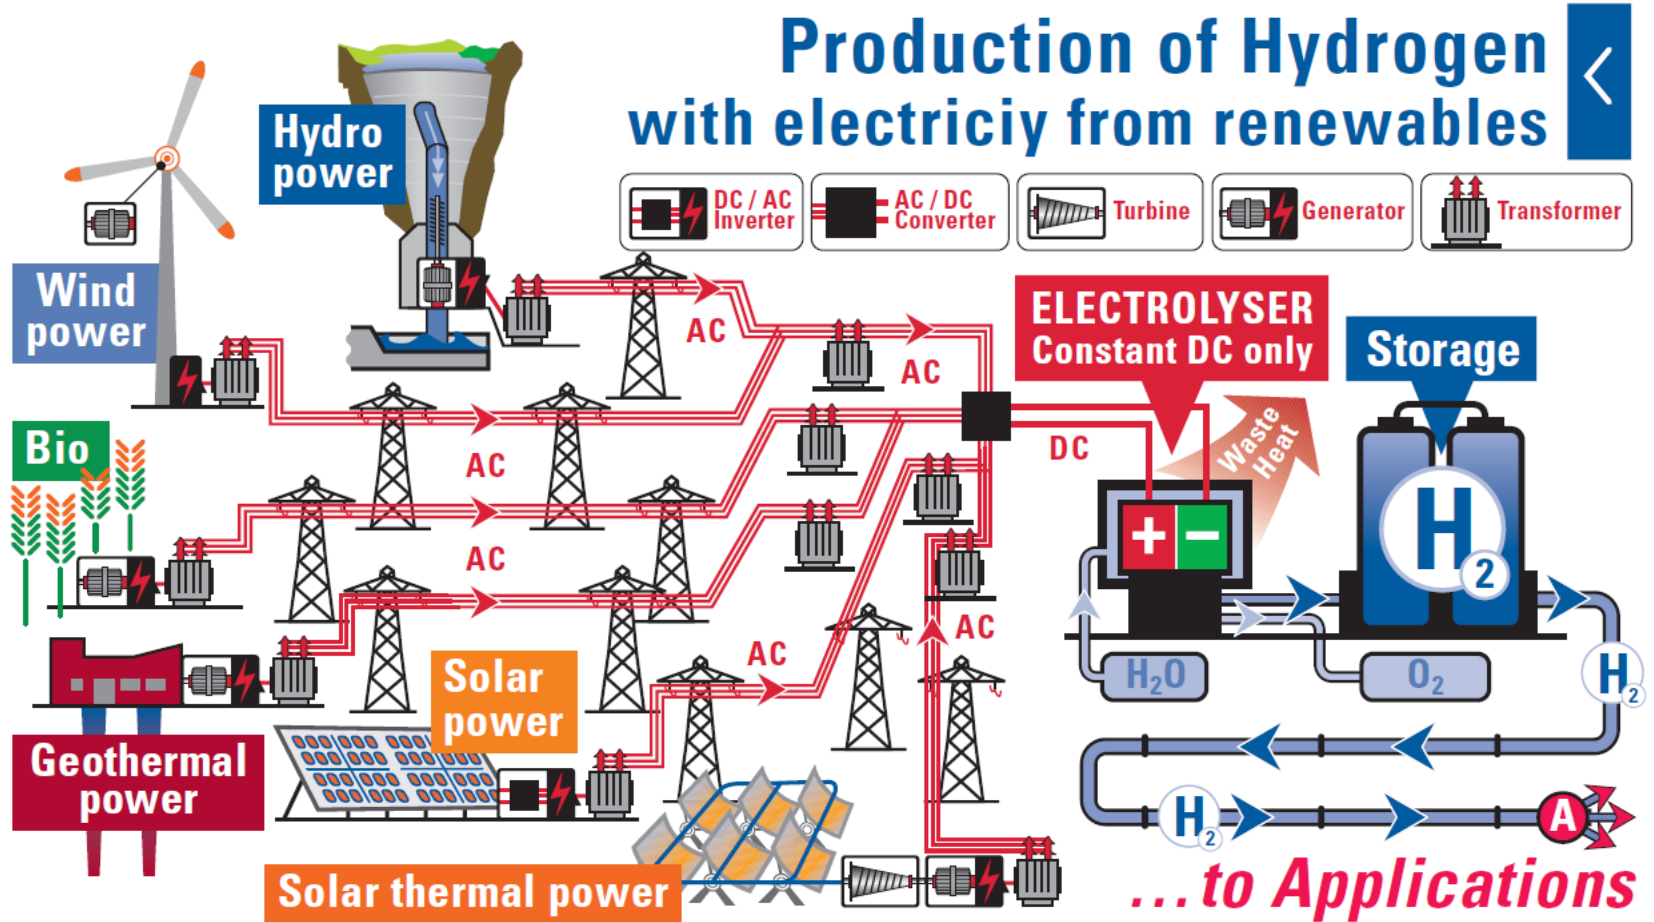 Production of Hydrogen
with electriciy from renewables
DC / AC
Inverter
AC / DC
Converter
Turbine
Generator
Transformer
Hydro
power
Wind
power
Bio
Geothermal
power
Solar
power
Solar thermal power
AC
AC
AC
AC
AC
AC
DC
ELECTROLYSER
Constant DC only
Waste
Heat
Storage
H2
+ −
H₂O
O₂
H2
H2
A
...to Applications